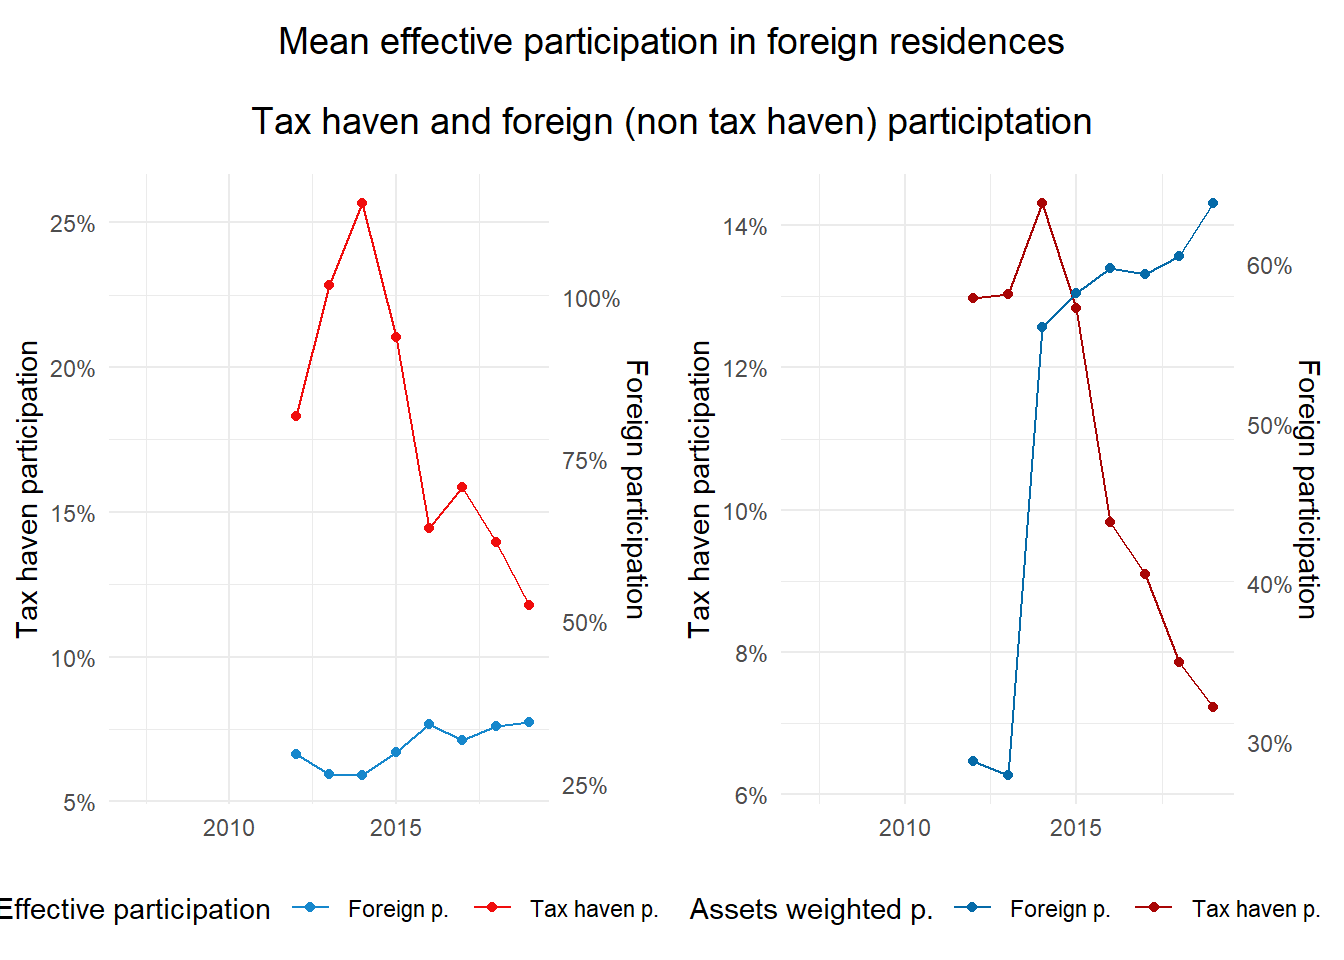 Mean effective participation in foreign residences
Tax haven and foreign (non tax haven) participtation
Tax haven participation
25%
20%
15%
10%
5%
100%
75%
50%
25%
Foreign participation
2010
2015
Tax haven participation
14%
12%
10%
8%
6%
60%
50%
40%
30%
Foreign participation
2010
2015
Effective participation
Foreign p.
Tax haven p.
Assets weighted p.
Foreign p.
Tax haven p.